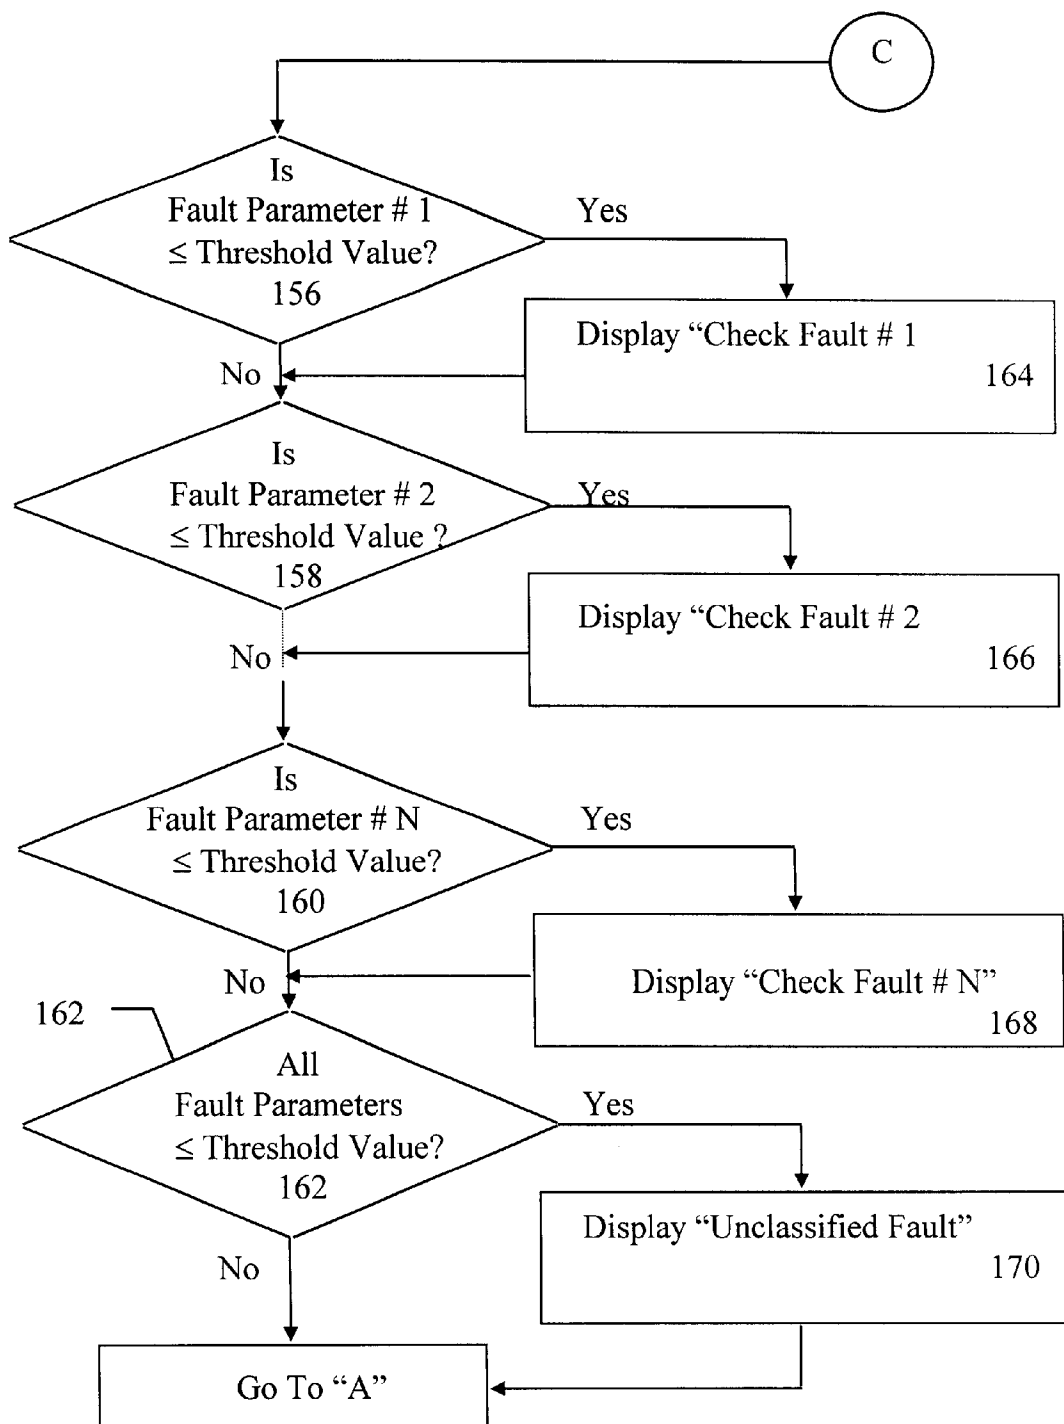 C
Is
Fault Parameter # 1
≤ Threshold Value?
156
Yes
Display “Check Fault # 1
164
No
Is
Fault Parameter # 2
≤ Threshold Value ?
158
Yes
Display “Check Fault # 2
166
No
Is
Fault Parameter # N
≤ Threshold Value?
160
Yes
Display “Check Fault # N”
168
No
162
All
Fault Parameters
≤ Threshold Value?
162
Yes
Display “Unclassified Fault”
170
No
Go To “A”